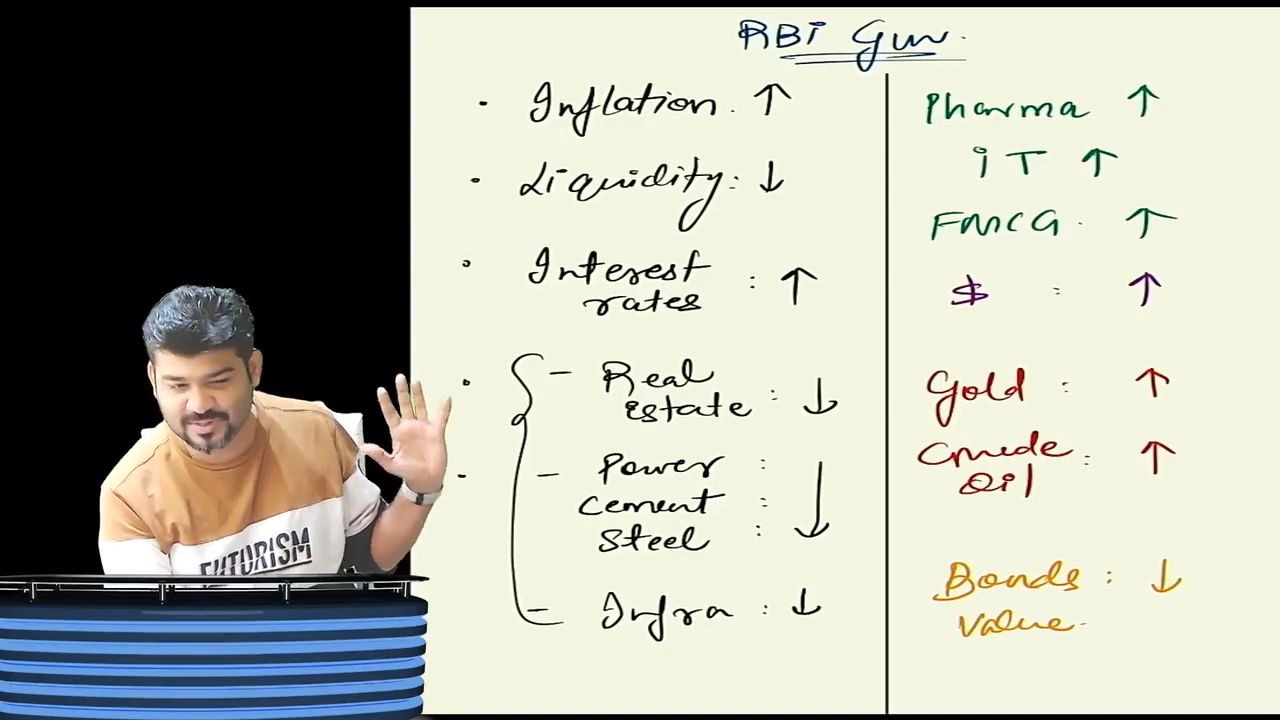 RBi Guv.
• Inflation. ↑
• Liquidity: ↓
• Interest
rates : ↑
• { - Real
Estate : ↓
• - Power :
Cement :
Steel : ↓
- Infra : ↓
Pharma ↑
iT ↑
FMCG. ↑
$ : ↑
Gold : ↑
Crude
Oil : ↑
Bonds : ↓
Value.
FUTURISM